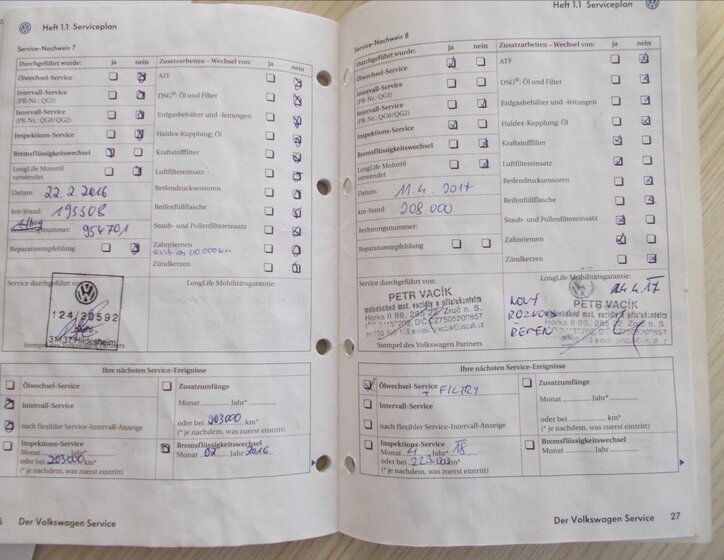 Heft 1.1 Serviceplan
Service-Nachweis 7
Durchgeführt wurde: ja nein
Ölwechsel-Service
Intervall-Service
(PR-Nr.: QG1)
Intervall-Service
(PR-Nr.: QG0/QG2)
Inspektions-Service
Bremsflüssigkeitswechsel
LongLife Motoröl
verwendet
Datum: 22.2.2016
km-Stand: 195508
954701
Reparaturempfehlung
Zusatzarbeiten - Wechsel von: ja nein
ATF
DSG®: Öl und Filter
Erdgasbehälter und -leitungen
Haldex-Kupplung: Öl
Kraftstofffilter
Luftfiltereinsatz
Reifendrucksensoren
Reifenfüllflasche
Staub- und Pollenfiltereinsatz
Zahnriemen
Zündkerzen
Service durchgeführt von:
LongLife Mobilitätsgarantie:
124/20592
31137 Hildesheim
Stempel des Volkswagen Partners
Ihre nächsten Service-Ereignisse
Ölwechsel-Service
Intervall-Service
nach flexibler Service-Intervall-Anzeige
Inspektions-Service
Monat Jahr*
oder bei 203000 km*
(* je nachdem, was zuerst eintritt)
Zusatzumfänge
Monat Jahr*
oder bei 203000 km*
(* je nachdem, was zuerst eintritt)
Bremsflüssigkeitswechsel
Monat 02 Jahr 2016
Der Volkswagen Service
Heft 1.1 Serviceplan
Service-Nachweis 8
Durchgeführt wurde: ja nein
Ölwechsel-Service
Intervall-Service
(PR-Nr.: QG1)
Intervall-Service
(PR-Nr.: QG0/QG2)
Inspektions-Service
Bremsflüssigkeitswechsel
LongLife Motoröl
verwendet
Datum: 11.4.2017
km-Stand: 208 000
Rechnungsnummer:
Reparaturempfehlung
Zusatzarbeiten - Wechsel von: ja nein
ATF
DSG®: Öl und Filter
Erdgasbehälter und -leitungen
Haldex-Kupplung: Öl
Kraftstofffilter
Luftfiltereinsatz
Reifendrucksensoren
Reifenfüllflasche
Staub- und Pollenfiltereinsatz
Zahnriemen
Zündkerzen
Service durchgeführt von:
PETR VACÍK
Stempel des Volkswagen Partners
LongLife Mobilitätsgarantie:
NOVÝ
ROZVOD.
ŘEMEN
PETR VACÍK
Ihre nächsten Service-Ereignisse
Ölwechsel-Service
+ FILTRY
Intervall-Service
nach flexibler Service-Intervall-Anzeige
Inspektions-Service
Monat 4 Jahr* 18
oder bei 223000 km*
(* je nachdem, was zuerst eintritt)
Zusatzumfänge
Monat Jahr*
oder bei km*
(* je nachdem, was zuerst eintritt)
Bremsflüssigkeitswechsel
Monat Jahr
Der Volkswagen Service 27